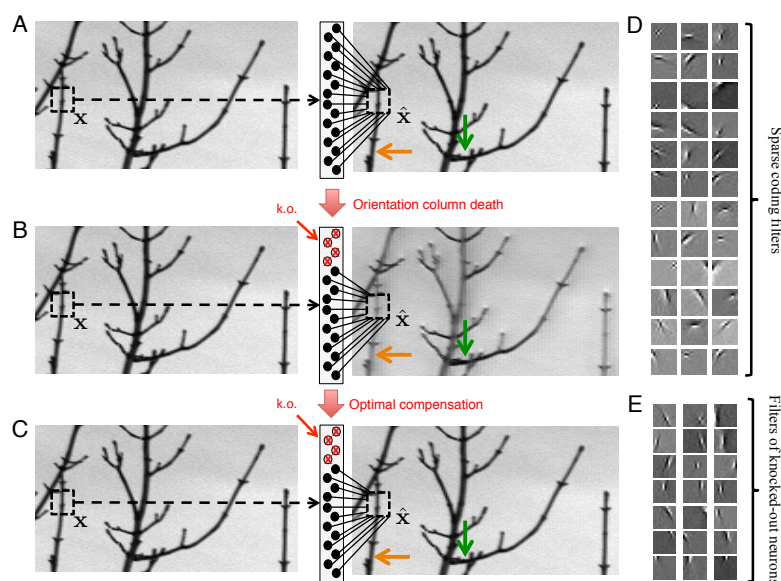 A
x
x̂
D
Sparse coding filters
Orientation column death
k.o.
B
x
x̂
Optimal compensation
k.o.
C
x
x̂
E
Filters of knocked-out neurons